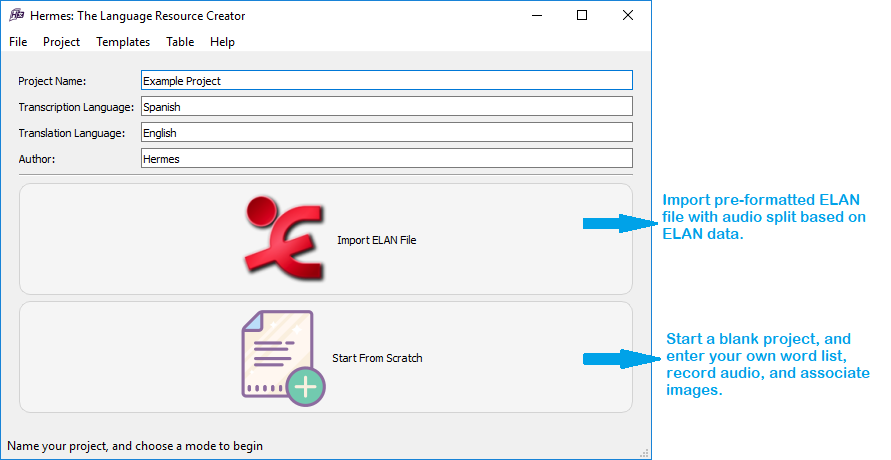 Hermes: The Language Resource Creator
File Project Templates Table Help
Project Name: Example Project
Transcription Language: Spanish
Translation Language: English
Author: Hermes
Import ELAN File
Import pre-formatted ELAN
file with audio split based on
ELAN data.
Start From Scratch
Start a blank project, and
enter your own word list,
record audio, and associate
images.
Name your project, and choose a mode to begin